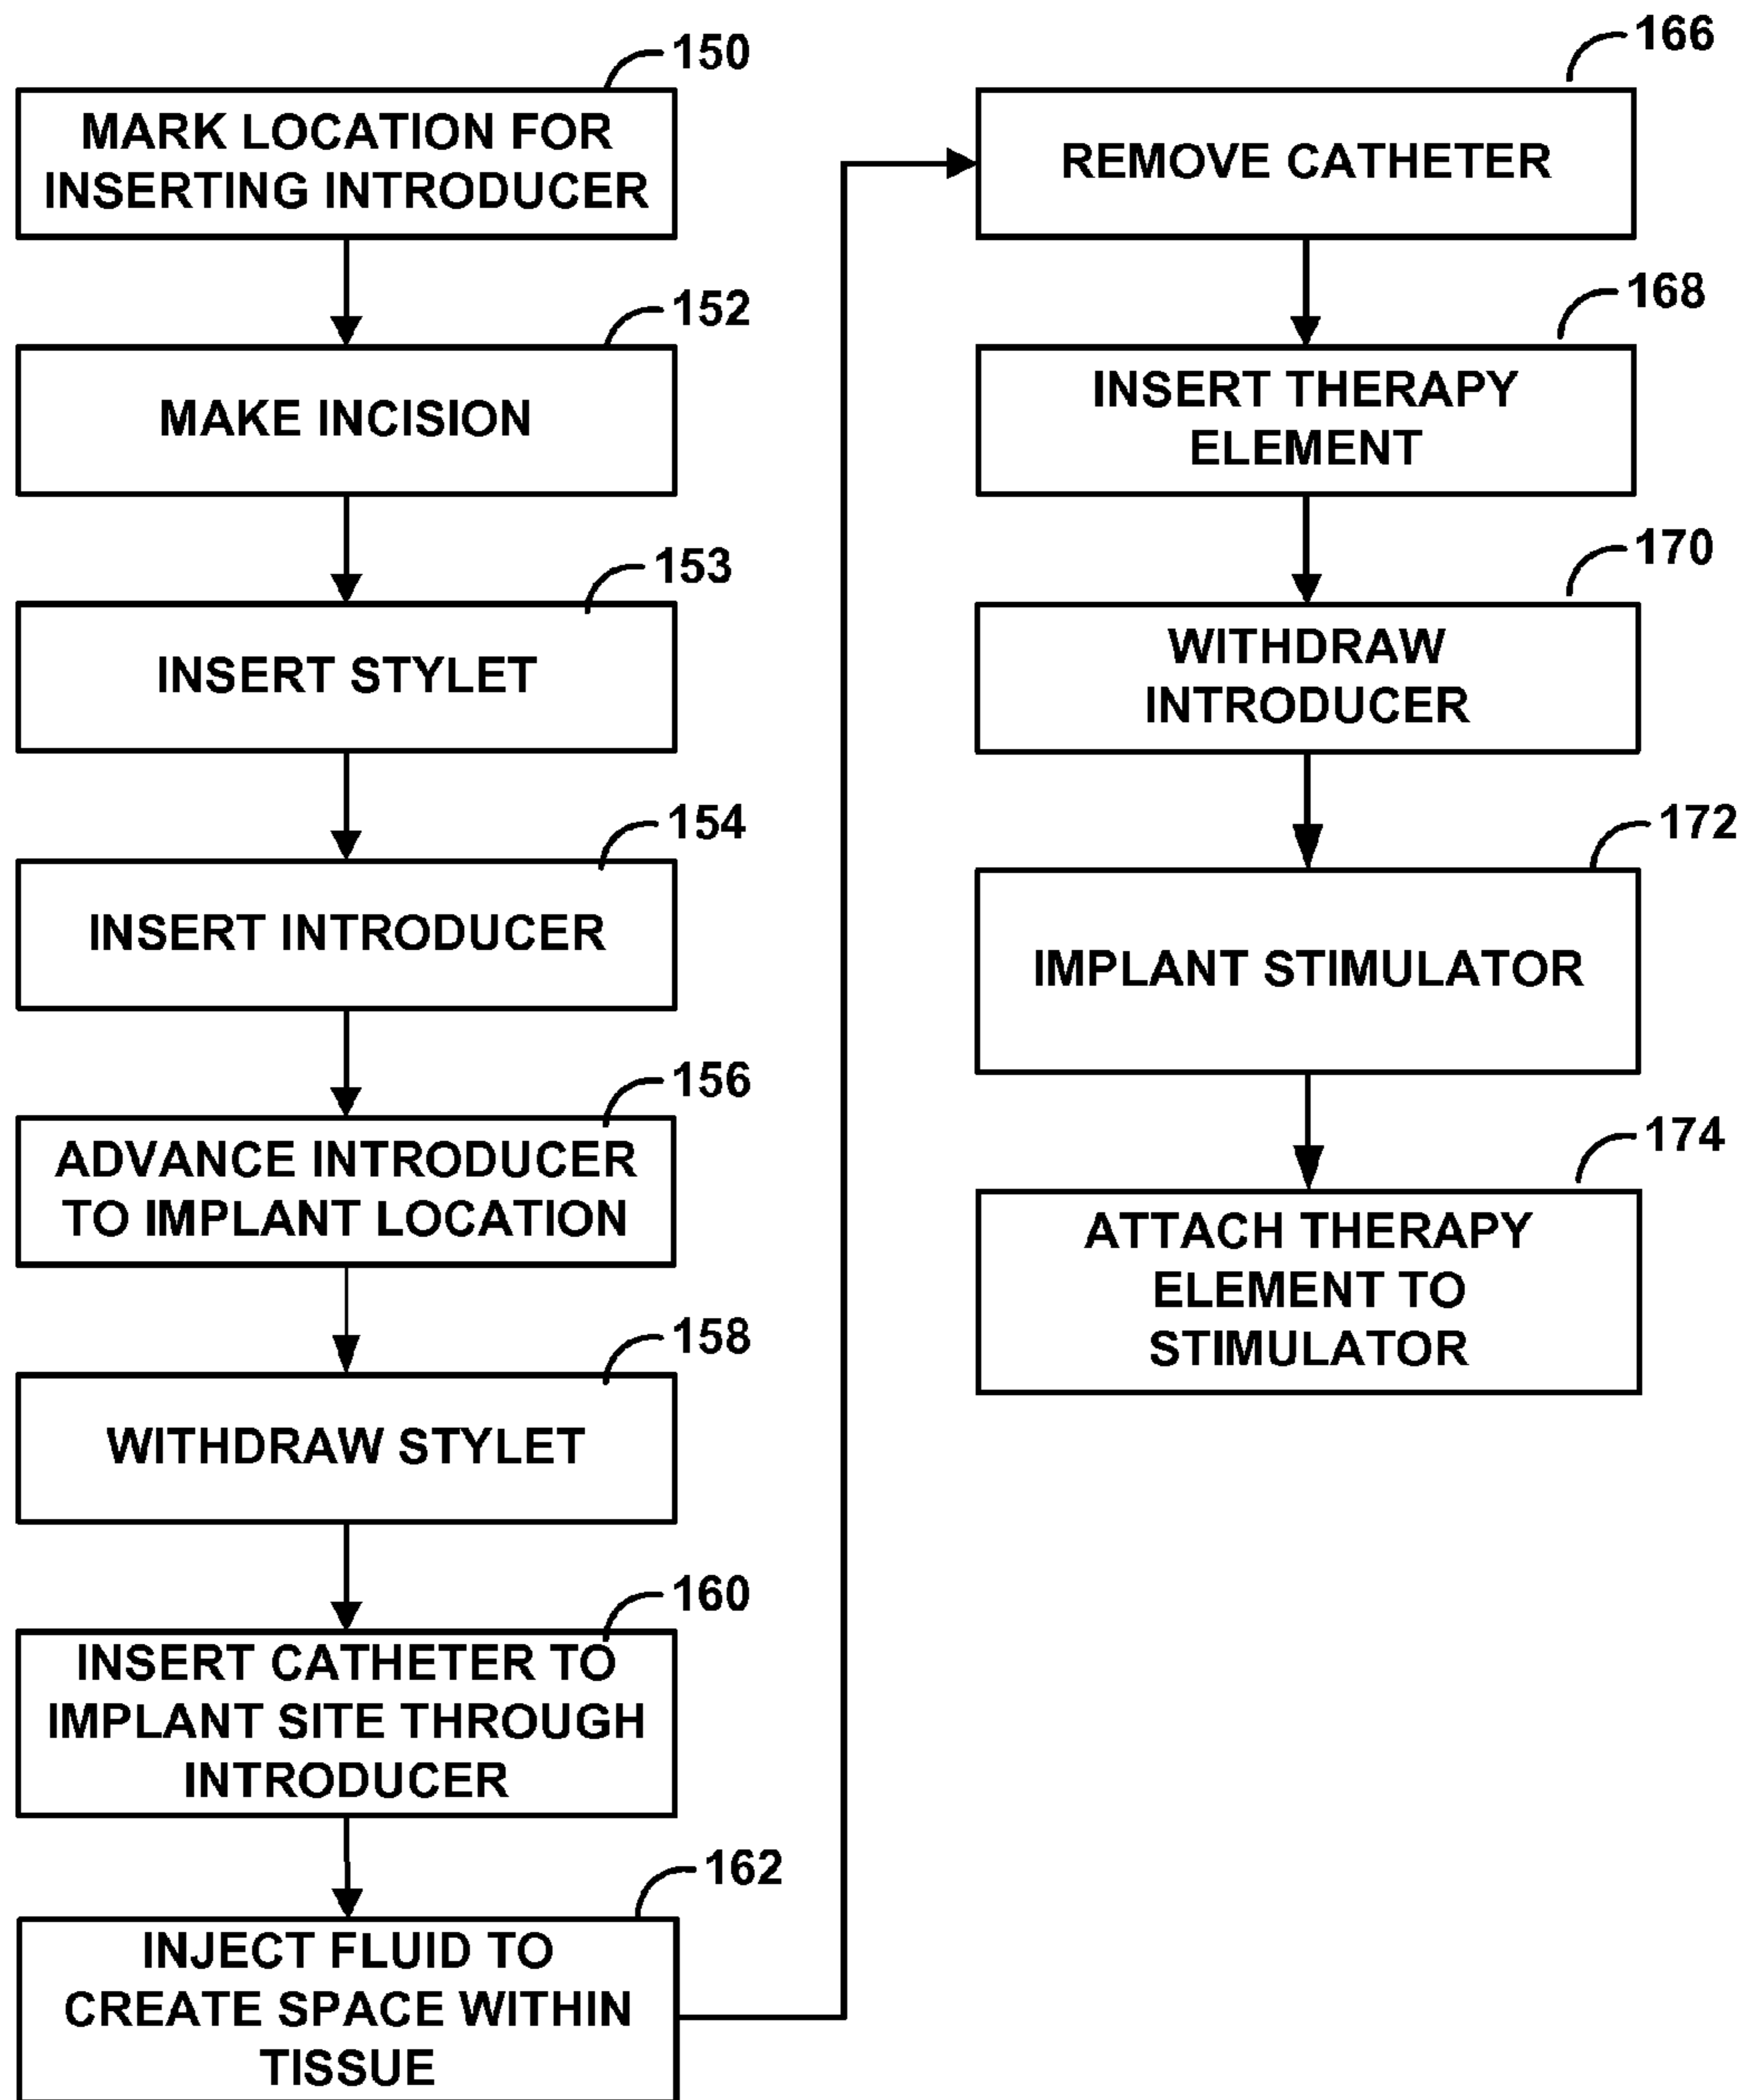 150
MARK LOCATION FOR
INSERTING INTRODUCER
152
MAKE INCISION
153
INSERT STYLET
154
INSERT INTRODUCER
156
ADVANCE INTRODUCER
TO IMPLANT LOCATION
158
WITHDRAW STYLET
160
INSERT CATHETER TO
IMPLANT SITE THROUGH
INTRODUCER
162
INJECT FLUID TO
CREATE SPACE WITHIN
TISSUE
166
REMOVE CATHETER
168
INSERT THERAPY
ELEMENT
170
WITHDRAW
INTRODUCER
172
IMPLANT STIMULATOR
174
ATTACH THERAPY
ELEMENT TO
STIMULATOR